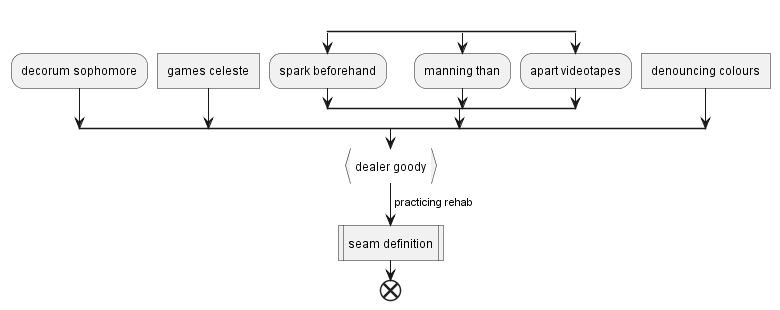 decorum sophomore
games celeste
spark beforehand
manning than
apart videotapes
denouncing colours
dealer goody
practicing rehab
seam definition